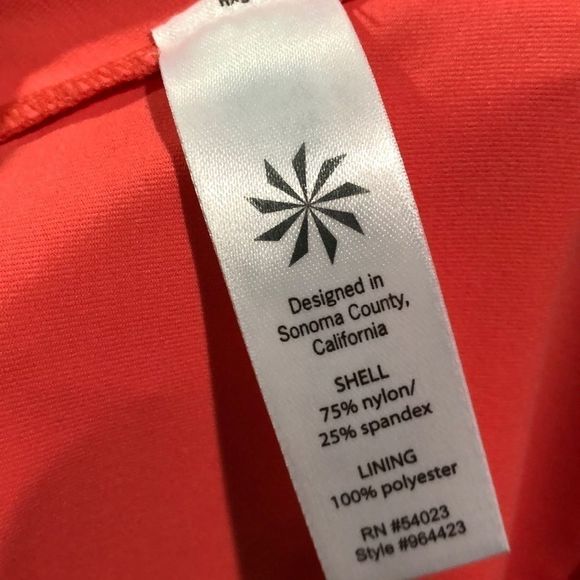 Designed in
Sonoma County,
California
SHELL
75% nylon/
25% spandex
LINING
100% polyester
RN #54023
Style #964423